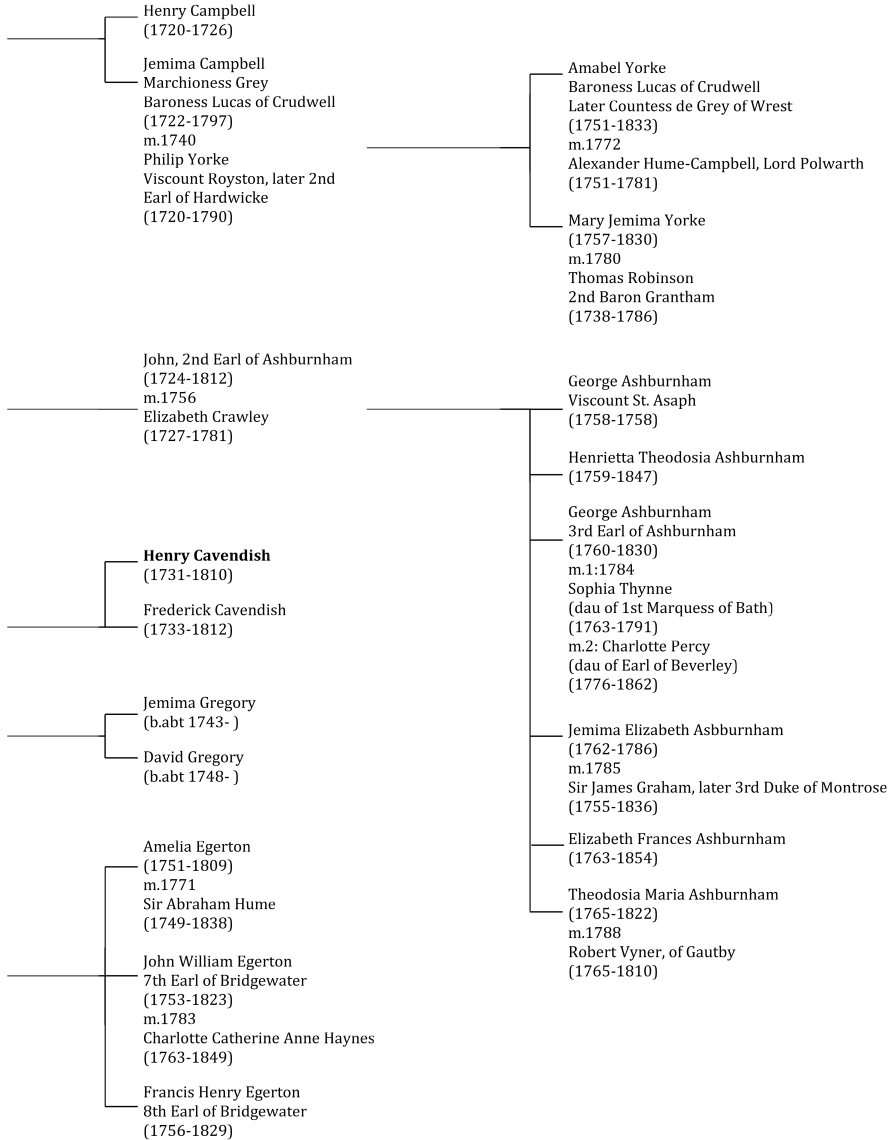 Henry Campbell
(1720-1726)
Jemima Campbell
Marchioness Grey
Baroness Lucas of Crudwell
(1722-1797)
m.1740
Philip Yorke
Viscount Royston, later 2nd
Earl of Hardwicke
(1720-1790)
Amabel Yorke
Baroness Lucas of Crudwell
Later Countess de Grey of Wrest
(1751-1833)
m.1772
Alexander Hume-Campbell, Lord Polwarth
(1751-1781)
Mary Jemima Yorke
(1757-1830)
m.1780
Thomas Robinson
2nd Baron Grantham
(1738-1786)
John, 2nd Earl of Ashburnham
(1724-1812)
m.1756
Elizabeth Crawley
(1727-1781)
George Ashburnham
Viscount St. Asaph
(1758-1758)
Henrietta Theodosia Ashburnham
(1759-1847)
George Ashburnham
3rd Earl of Ashburnham
(1760-1830)
m.1:1784
Sophia Thynne
(dau of 1st Marquess of Bath)
(1763-1791)
m.2: Charlotte Percy
(dau of Earl of Beverley)
(1776-1862)
Jemima Elizabeth Asbburnham
(1762-1786)
m.1785
Sir James Graham, later 3rd Duke of Montrose
(1755-1836)
Elizabeth Frances Ashburnham
(1763-1854)
Theodosia Maria Ashburnham
(1765-1822)
m.1788
Robert Vyner, of Gautby
(1765-1810)
Henry Cavendish
(1731-1810)
Frederick Cavendish
(1733-1812)
Jemima Gregory
(b.abt 1743- )
David Gregory
(b.abt 1748- )
Amelia Egerton
(1751-1809)
m.1771
Sir Abraham Hume
(1749-1838)
John William Egerton
7th Earl of Bridgewater
(1753-1823)
m.1783
Charlotte Catherine Anne Haynes
(1763-1849)
Francis Henry Egerton
8th Earl of Bridgewater
(1756-1829)